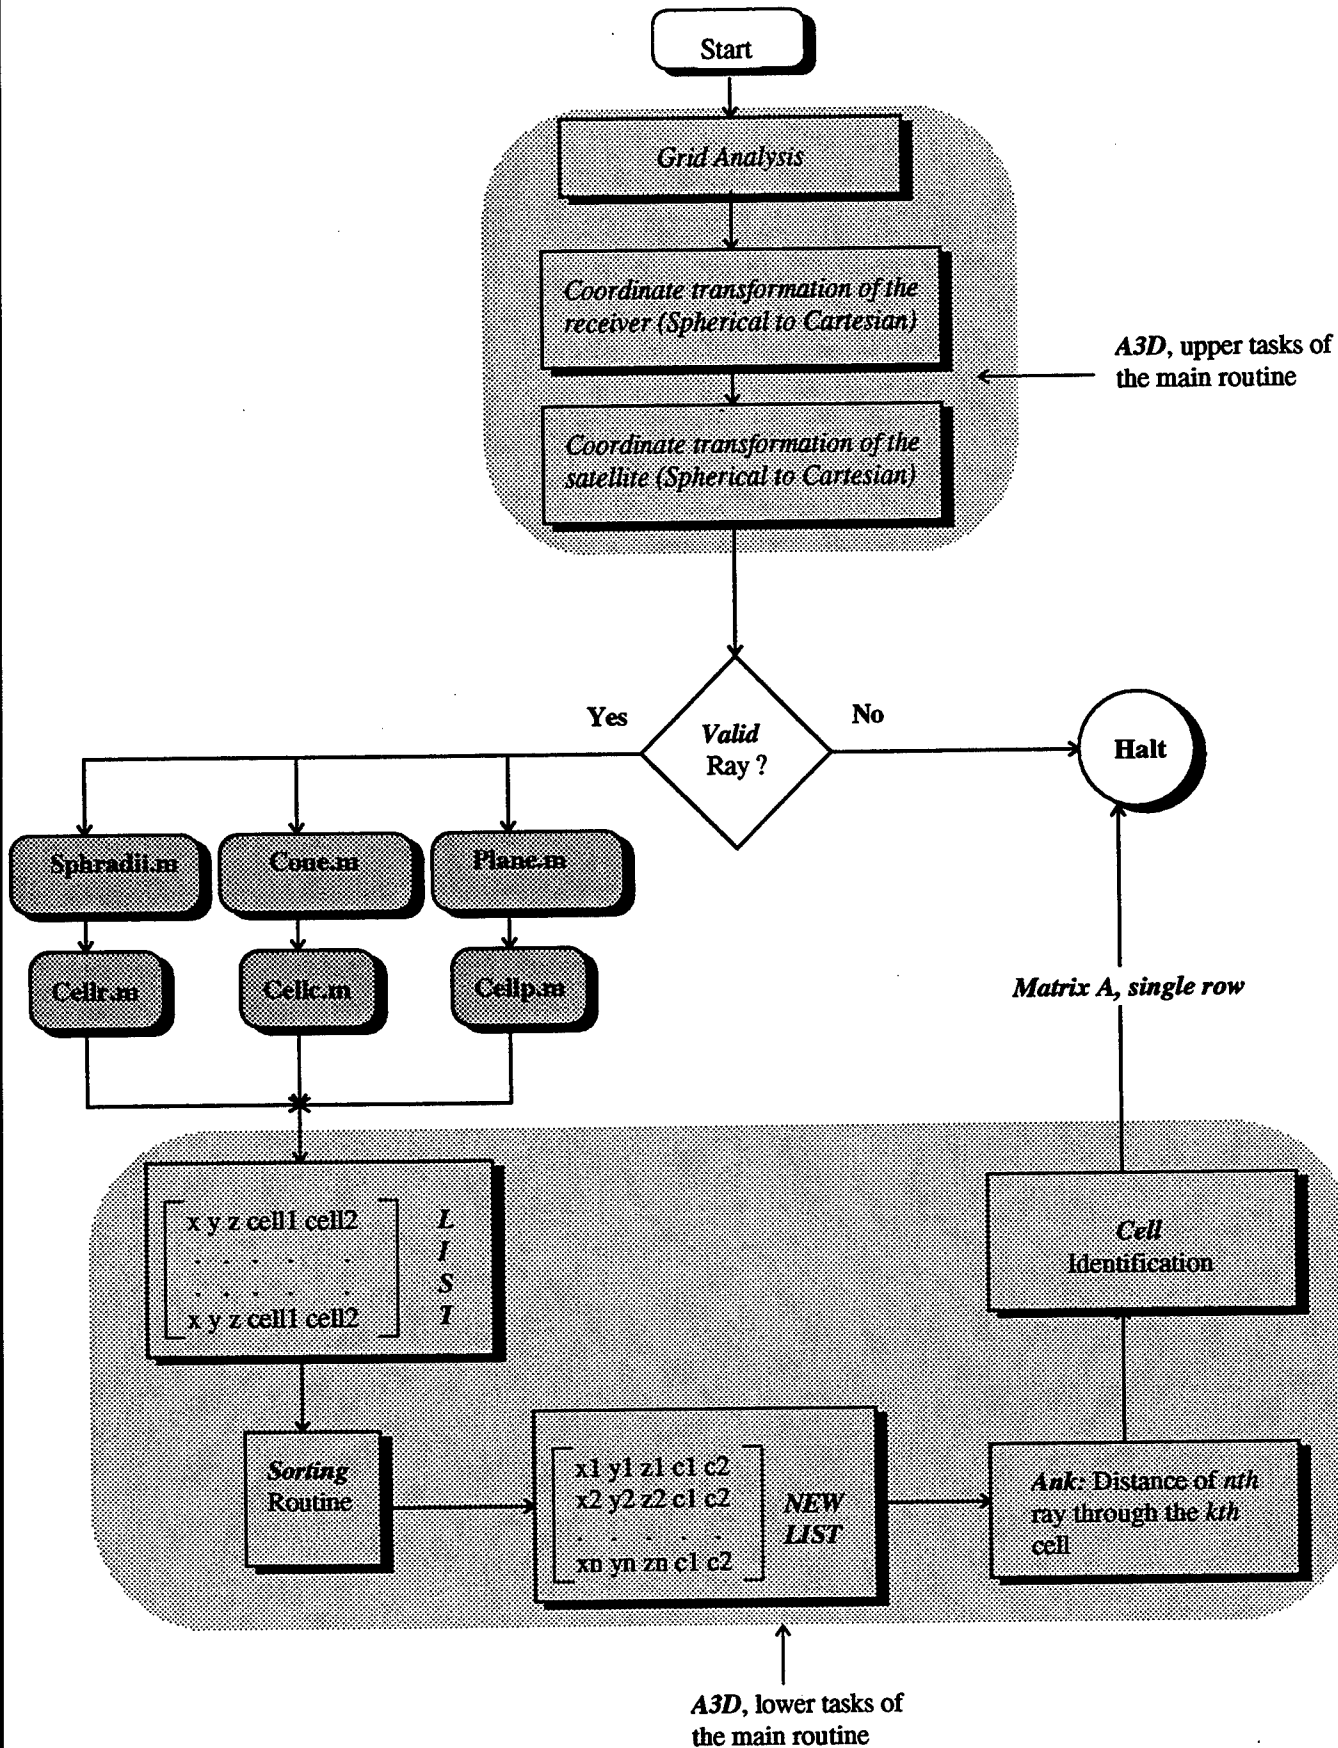 Start
Grid Analysis
Coordinate transformation of the
receiver (Spherical to Cartesian)
A3D, upper tasks of
the main routine
Coordinate transformation of the
satellite (Spherical to Cartesian)
Yes
No
Valid
Ray ?
Halt
Sphradii.m
Cone.m
Plane.m
Cellr.m
Cellc.m
Cellp.m
Matrix A, single row
x y z cell1 cell2
. . . . .
. . . . .
x y z cell1 cell2
L
I
S
T
Cell
Identification
Sorting
Routine
x1 y1 z1 c1 c2
x2 y2 z2 c1 c2
. . . . .
xn yn zn c1 c2
NEW
LIST
Ank: Distance of nth
ray through the kth
cell
A3D, lower tasks of
the main routine